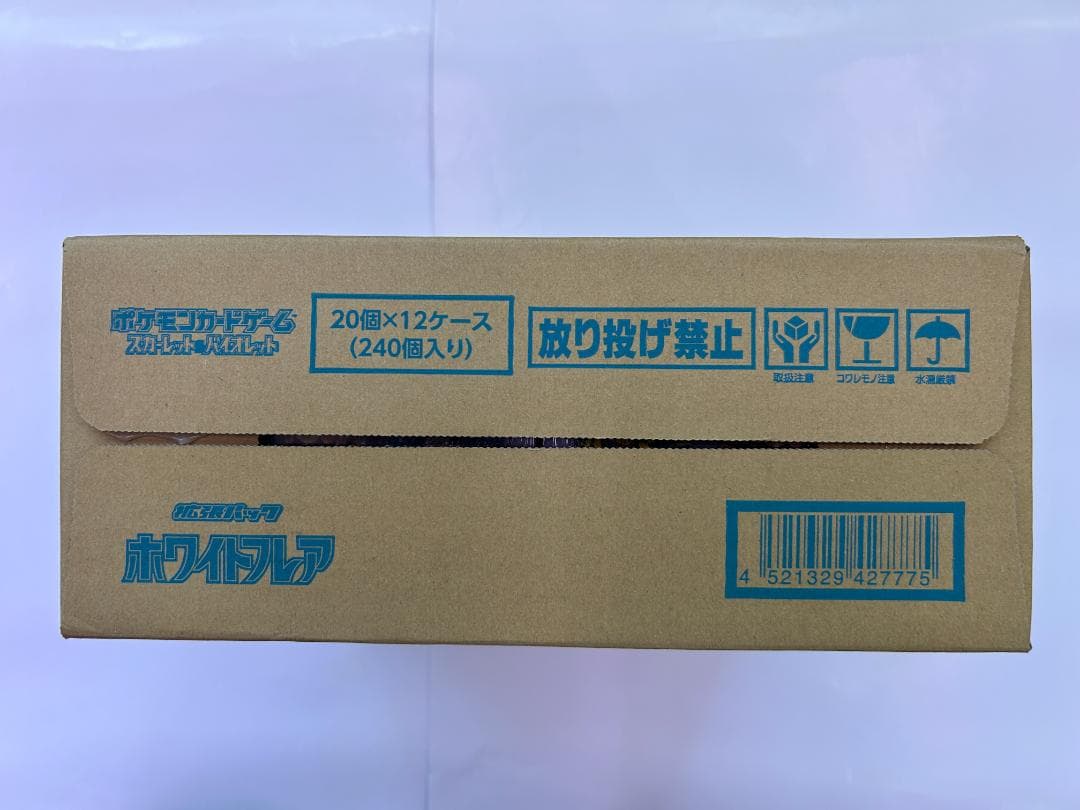 ポケモンカードゲーム
スカーレット&バイオレット
20個×12ケース
(240個入り)
放り投げ禁止
取扱注意
コワレモノ注意
水濡厳禁
拡張パック
ホワイトフレア
4 521329 427775